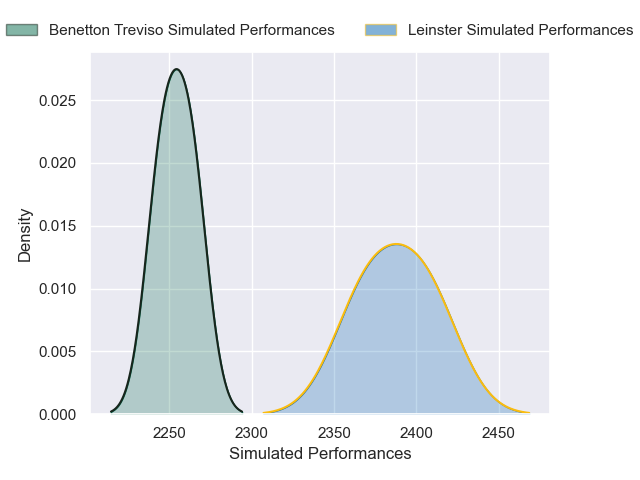 Benetton Treviso Simulated Performances Leinster Simulated Performances
0.025
0.020
0.015
0.010
0.005
0.000
Density
2250 2300 2350 2400 2450
Simulated Performances